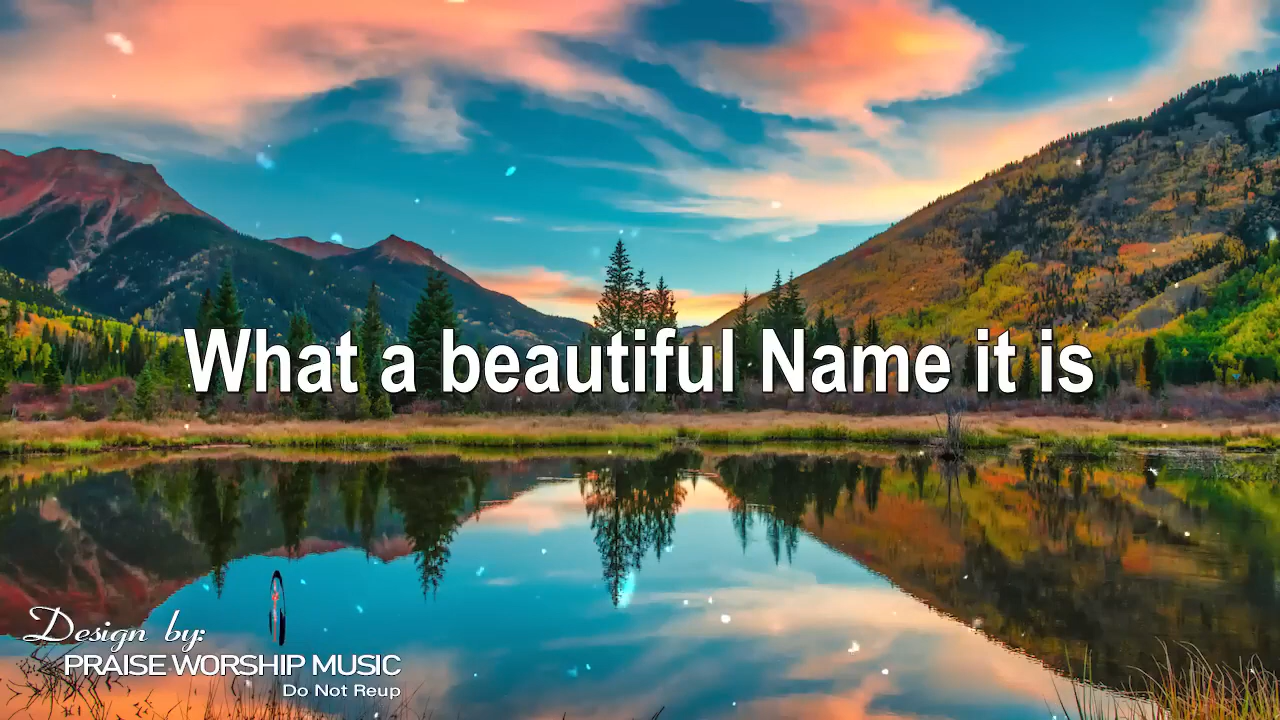 What a beautiful Name it is
Design by:
PRAISE WORSHIP MUSIC
Do Not Reup